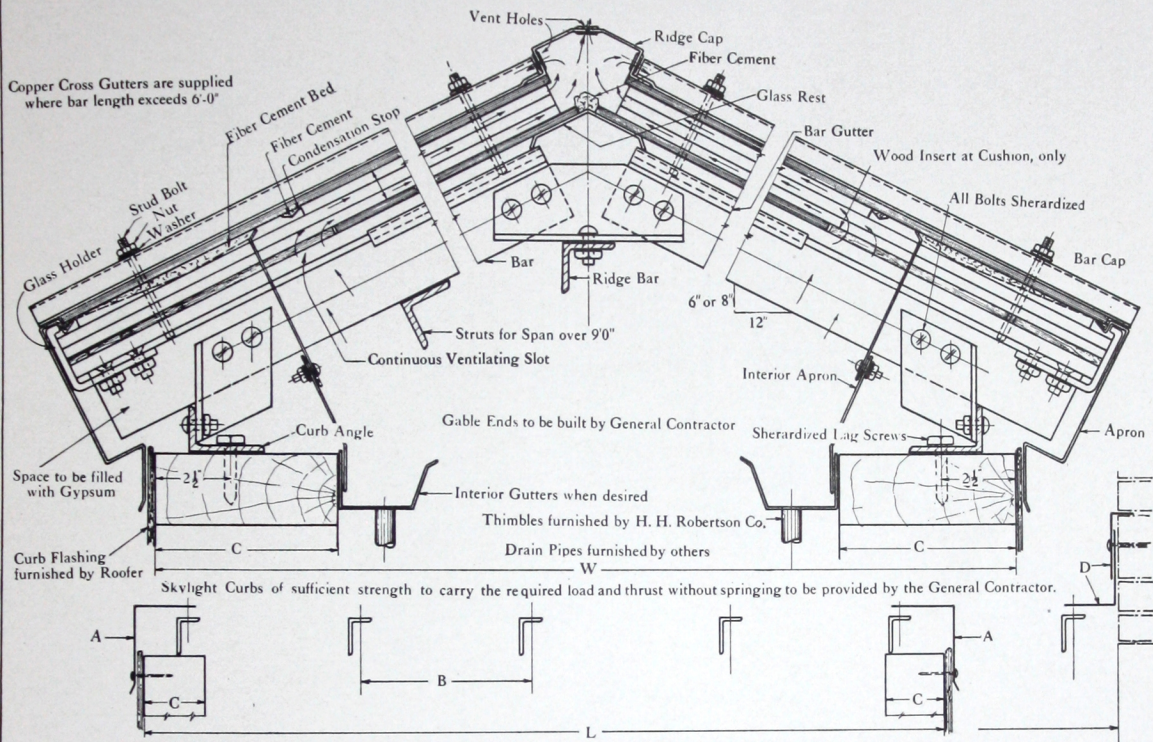 Vent Holes
Ridge Cap
Fiber Cement
Glass Rest
Bar Gutter
Wood Insert at Cushion, only
All Bolts Sherardized
Bar Cap
Copper Cross Gutters are supplied
where bar length exceeds 6'-0"
Fiber Cement Bed
Fiber Cement
Condensation Stop
Stud Bolt
Nut
Washer
Glass Holder
Bar
Ridge Bar
6" or 8"
12"
Struts for Span over 9'0"
Continuous Ventilating Slot
Interior Apron
Gable Ends to be built by General Contractor
Curb Angle
Sherardized Lag Screws
Apron
Space to be filled
with Gypsum
2½"
2½"
Interior Gutters when desired
Thimbles furnished by H. H. Robertson Co.
Drain Pipes furnished by others
Curb Flashing
furnished by Roofer
C
C
W
D
Skylight Curbs of sufficient strength to carry the required load and thrust without springing to be provided by the General Contractor.
A
A
B
C
C
L